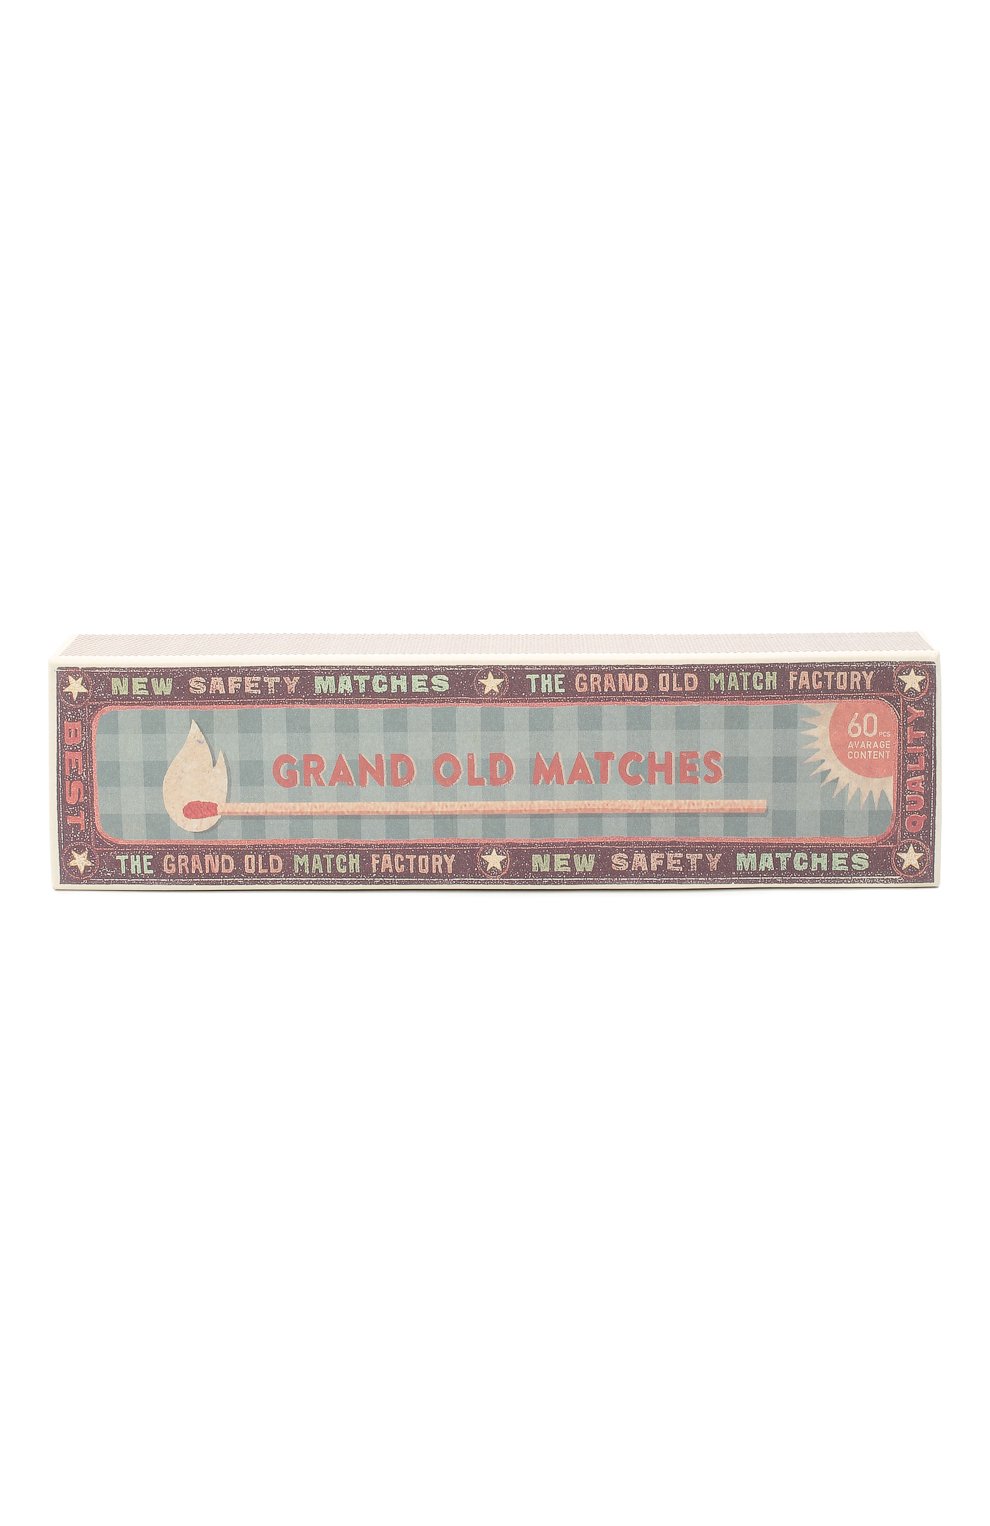 NEW SAFETY MATCHES THE GRAND OLD MATCH FACTORY
BEST
GRAND OLD MATCHES
60 PCS
AVARAGE
CONTENT
QUALITY
THE GRAND OLD MATCH FACTORY NEW SAFETY MATCHES